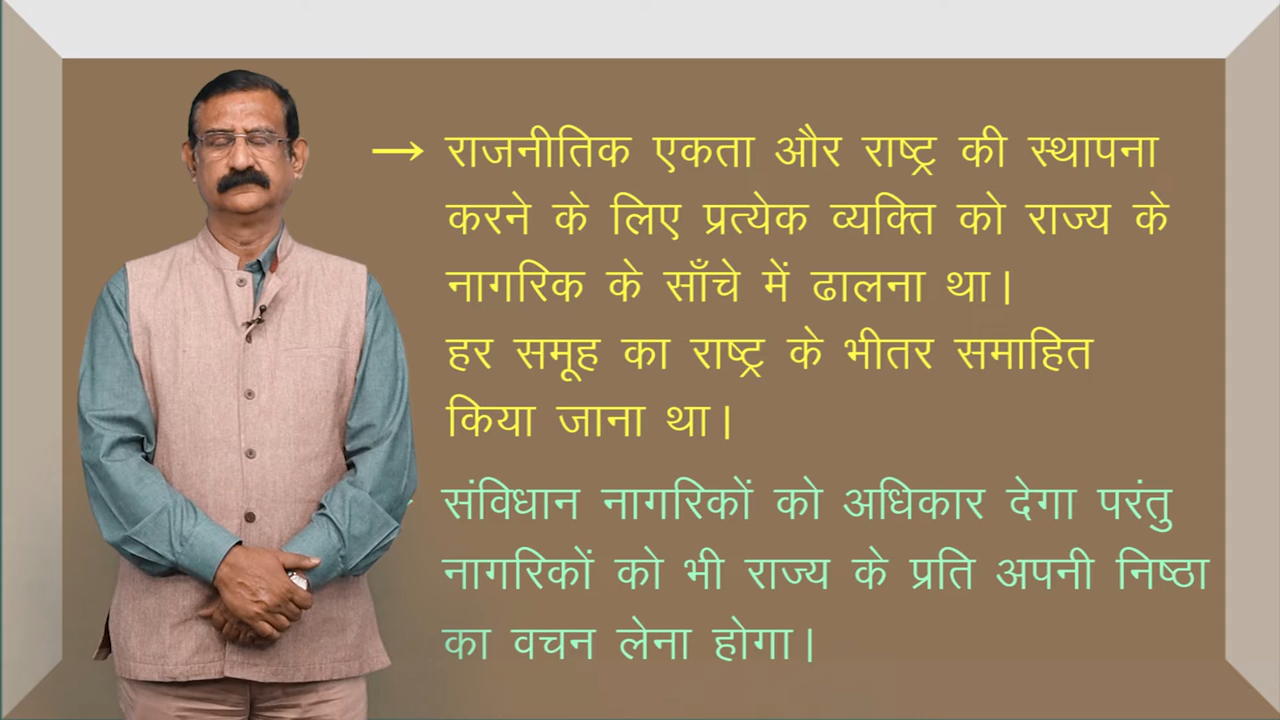 → राजनीतिक एकता और राष्ट्र की स्थापना
करने के लिए प्रत्येक व्यक्ति को राज्य के
नागरिक के साँचे में ढालना था।
हर समूह का राष्ट्र के भीतर समाहित
किया जाना था।
संविधान नागरिकों को अधिकार देगा परंतु
नागरिकों को भी राज्य के प्रति अपनी निष्ठा
का वचन लेना होगा।